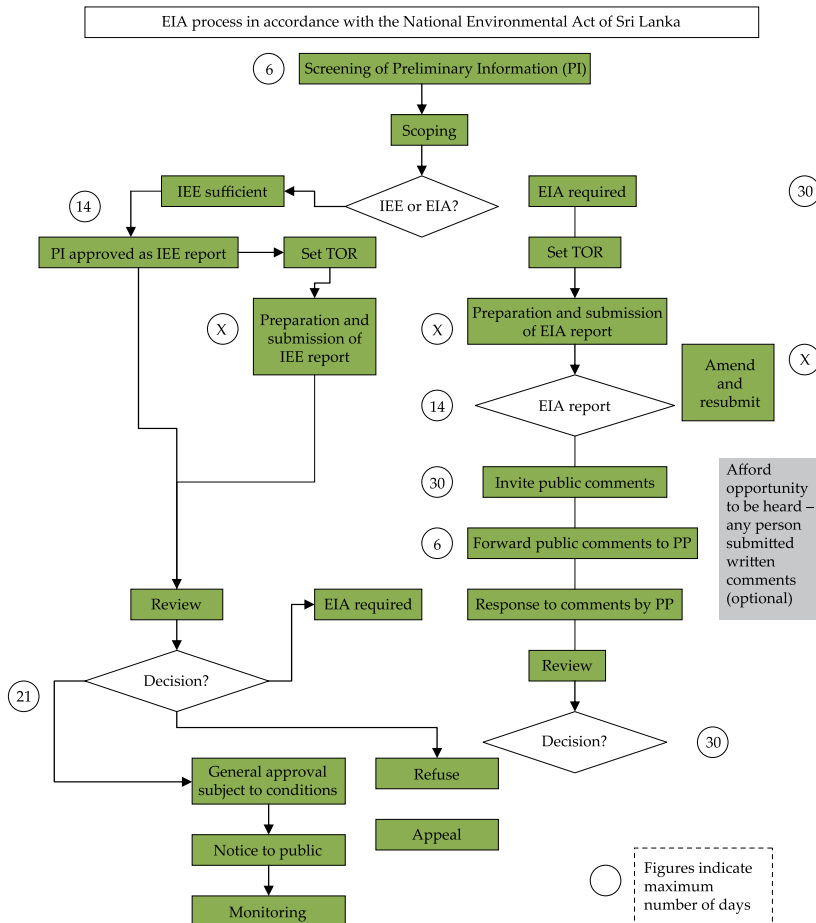 EIA process in accordance with the National Environmental Act of Sri Lanka
6
Screening of Preliminary Information (PI)
Scoping
IEE sufficient
IEE or EIA?
EIA required
30
14
PI approved as IEE report
Set TOR
Set TOR
X
Preparation and
submission of
IEE report
X
Preparation and submission
of EIA report
Amend
and
resubmit
X
14
EIA report
30
Invite public comments
Afford
opportunity
to be heard –
any person
submitted
written
comments
(optional)
6
Forward public comments to PP
Review
EIA required
Response to comments by PP
21
Decision?
Review
Decision?
30
General approval
subject to conditions
Refuse
Notice to public
Appeal
Monitoring
Figures indicate
maximum
number of days